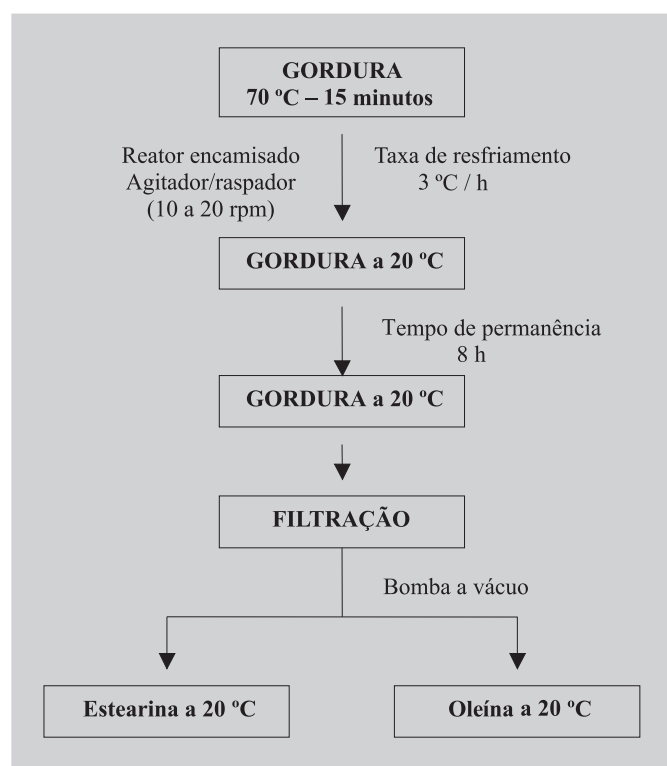 GORDURA
70 ºC – 15 minutos
Reator encamisado
Agitador/raspador
(10 a 20 rpm)
Taxa de resfriamento
3 ºC / h
GORDURA a 20 ºC
Tempo de permanência
8 h
GORDURA a 20 ºC
FILTRAÇÃO
Bomba a vácuo
Estearina a 20 ºC
Oleína a 20 ºC